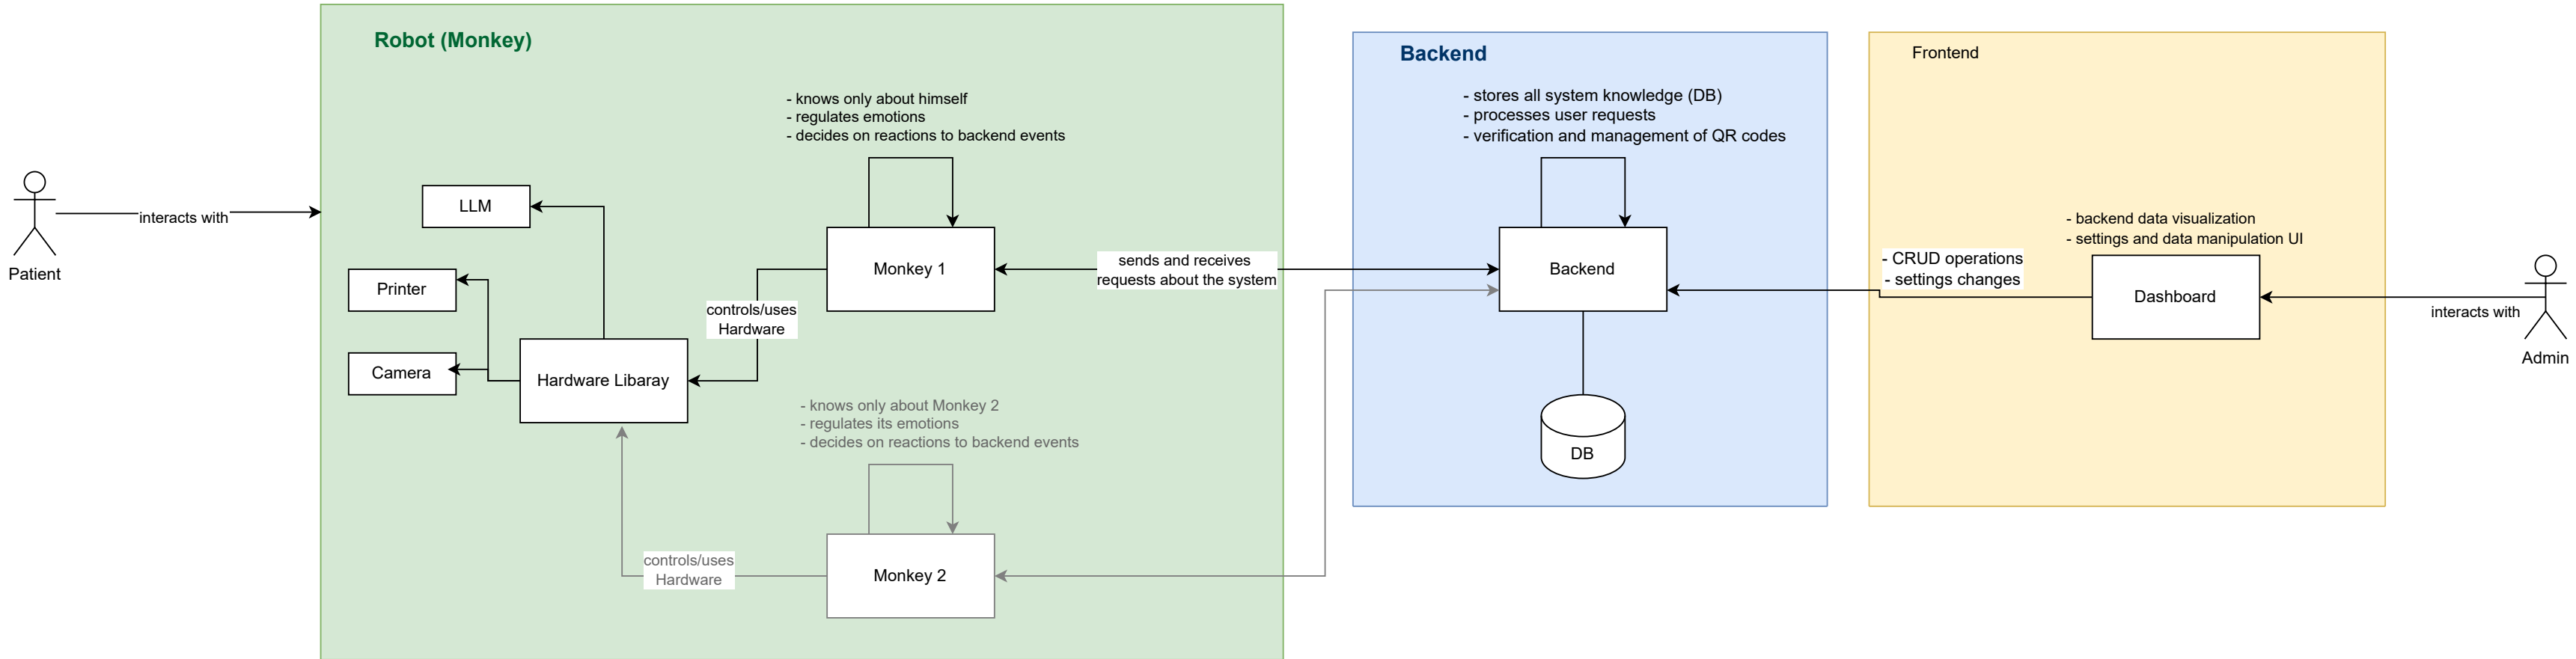 Robot (Monkey)
- knows only about himself
- regulates emotions
- decides on reactions to backend events
LLM
Printer
Camera
Hardware Libaray
controls/uses
Hardware
Monkey 1
sends and receives
requests about the system
- knows only about Monkey 2
- regulates its emotions
- decides on reactions to backend events
controls/uses
Hardware
Monkey 2
Patient
interacts with
Backend
- stores all system knowledge (DB)
- processes user requests
- verification and management of QR codes
Backend
DB
Frontend
- backend data visualization
- settings and data manipulation UI
- CRUD operations
- settings changes
Dashboard
interacts with
Admin